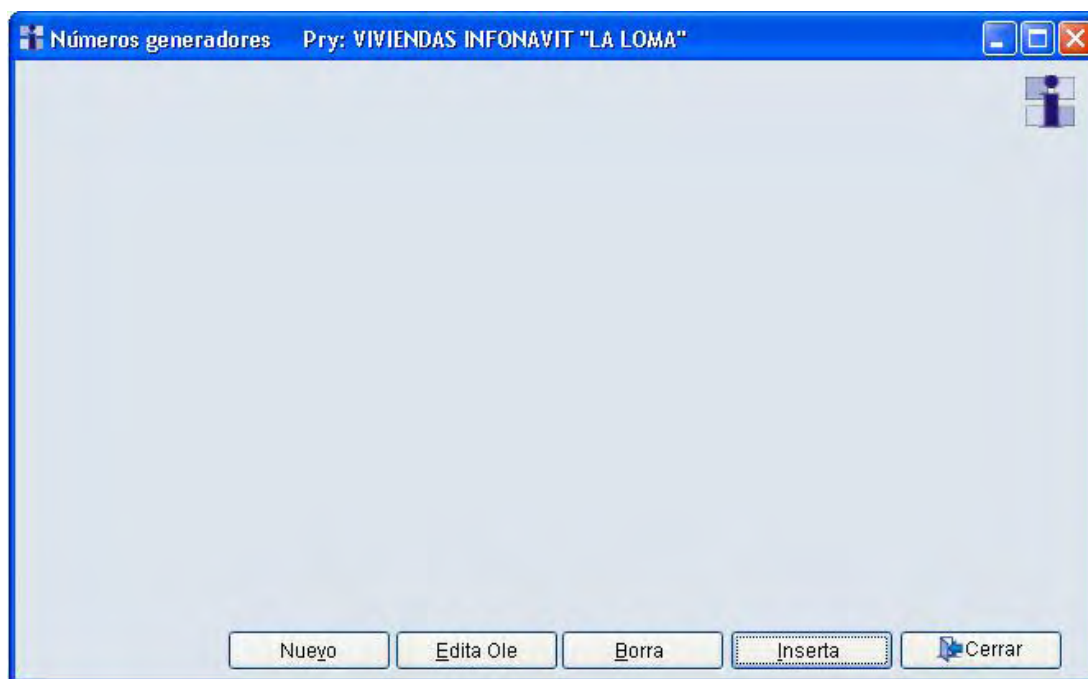 Números generadores Pry: VIVIENDAS INFONAVIT "LA LOMA"
Nuevo Edita Ole Borra Inserta Cerrar